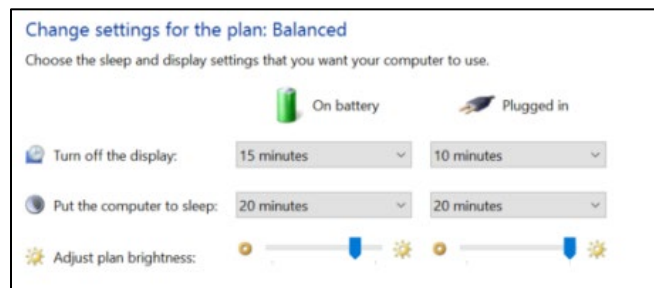 Change settings for the plan: Balanced
Choose the sleep and display settings that you want your computer to use.
On battery Plugged in
Turn off the display: 15 minutes 10 minutes
Put the computer to sleep: 20 minutes 20 minutes
Adjust plan brightness: